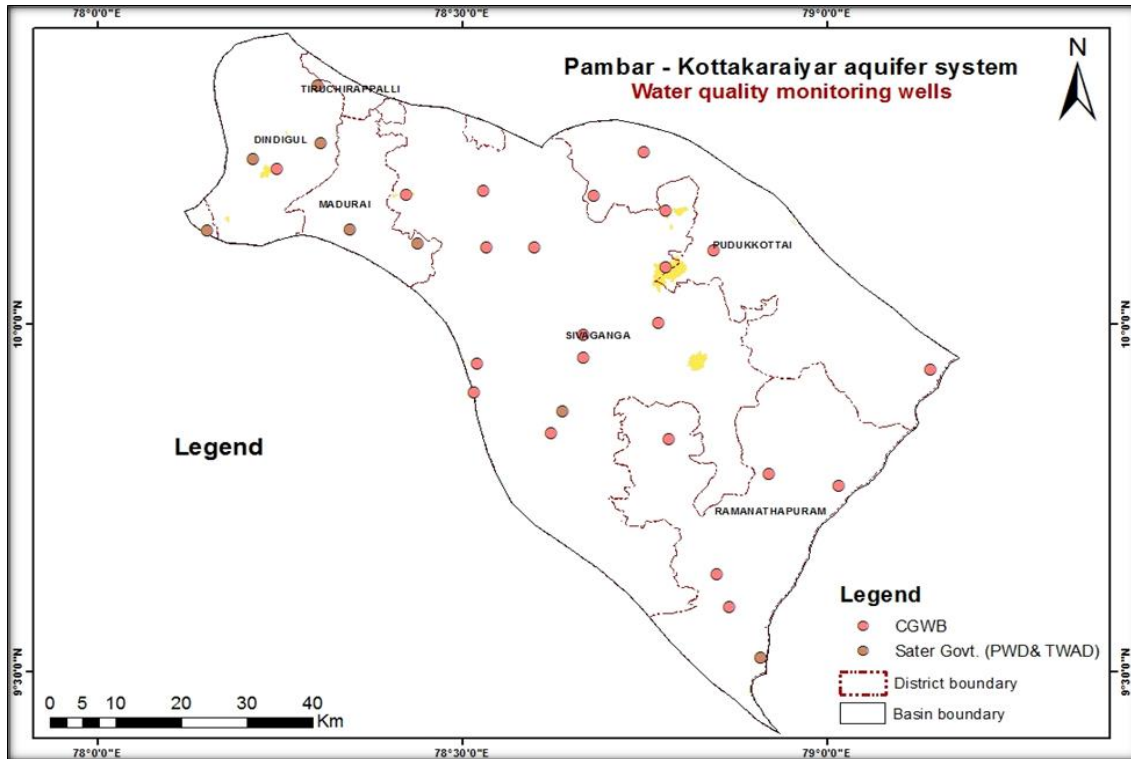 78°0'0"E
78°30'0"E
79°0'0"E
N
Pambar - Kottakaraiyar aquifer system
Water quality monitoring wells
TIRUCHIRAPPALLI
DINDIGUL
MADURAI
PUDUKKOTTAI
10°0'0"N
10°0'0"N
SIVAGANGA
Legend
RAMANATHAPURAM
Legend
CGWB
Sater Govt. (PWD& TWAD)
District boundary
Basin boundary
9°30'0"N
9°30'0"N
0 5 10 20 30 40
Km
78°0'0"E
78°30'0"E
79°0'0"E